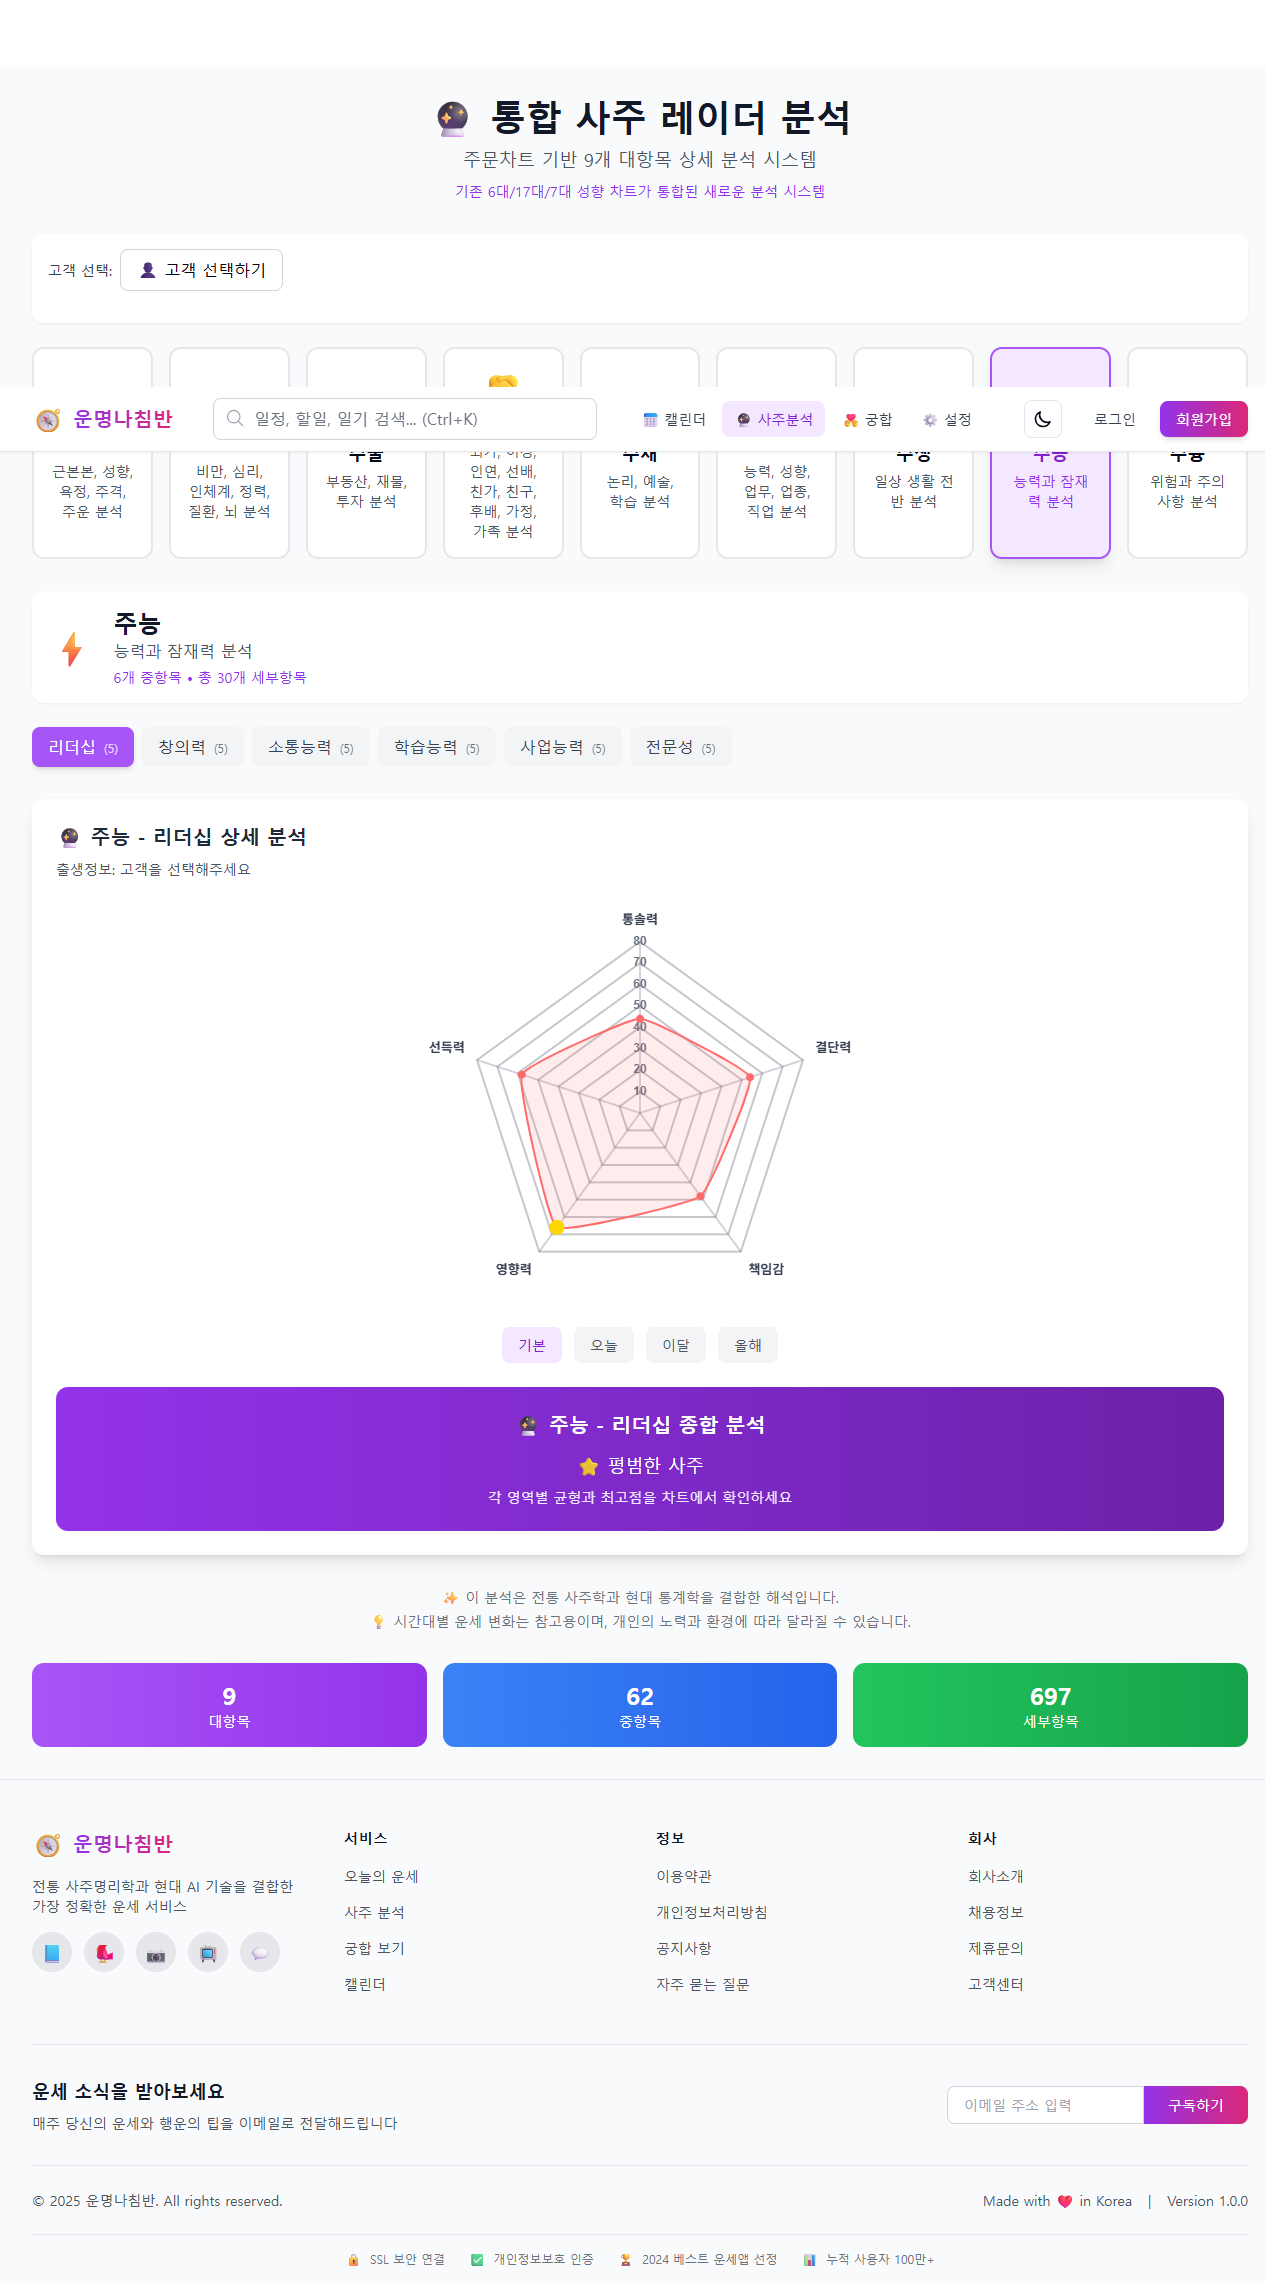 통합 사주 레이더 분석
주문차트 기반 9개 대항목 상세 분석 시스템
기존 6대/17대/7대 성향 차트가 통합된 새로운 분석 시스템
고객 선택: 고객 선택하기
운명나침반
일정, 할일, 일기 검색... (Ctrl+K)
캘린더
사주분석
궁합
설정
로그인
회원가입
근본본, 성향,
욕정, 주격,
주운 분석
비만, 심리,
인체계, 정력,
질환, 뇌 분석
부동산, 재물,
투자 분석
인연, 선배,
친가, 친구,
후배, 가정,
가족 분석
주재
논리, 예술,
학습 분석
능력, 성향,
업무, 업종,
직업 분석
주생
일상 생활 전
반 분석
주능
능력과 잠재
력 분석
주흉
위험과 주의
사항 분석
주능
능력과 잠재력 분석
6개 중항목 • 총 30개 세부항목
리더십 (5)
창의력 (5)
소통능력 (5)
학습능력 (5)
사업능력 (5)
전문성 (5)
주능 - 리더십 상세 분석
출생정보: 고객을 선택해주세요
통솔력
80
70
60
50
40
30
20
10
선득력
결단력
영향력
책임감
기본
오늘
이달
올해
주능 - 리더십 종합 분석
평범한 사주
각 영역별 균형과 최고점을 차트에서 확인하세요
이 분석은 전통 사주학과 현대 통계학을 결합한 해석입니다.
시간대별 운세 변화는 참고용이며, 개인의 노력과 환경에 따라 달라질 수 있습니다.
9
대항목
62
중항목
697
세부항목
운명나침반
전통 사주명리학과 현대 AI 기술을 결합한
가장 정확한 운세 서비스
서비스
오늘의 운세
사주 분석
궁합 보기
캘린더
정보
이용약관
개인정보처리방침
공지사항
자주 묻는 질문
회사
회사소개
채용정보
제휴문의
고객센터
운세 소식을 받아보세요
매주 당신의 운세와 행운의 팁을 이메일로 전달해드립니다
이메일 주소 입력
구독하기
© 2025 운명나침반. All rights reserved.
Made with ❤️ in Korea | Version 1.0.0
SSL 보안 연결
개인정보보호 인증
2024 베스트 운세앱 선정
누적 사용자 100만+